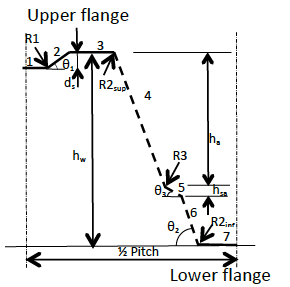 Upper flange
R1
2
3
1
θ1
ds
R2sup
4
ha
hw
R3
θ3
5
hsa
6
θ2
R2inf
7
½ Pitch
Lower flange